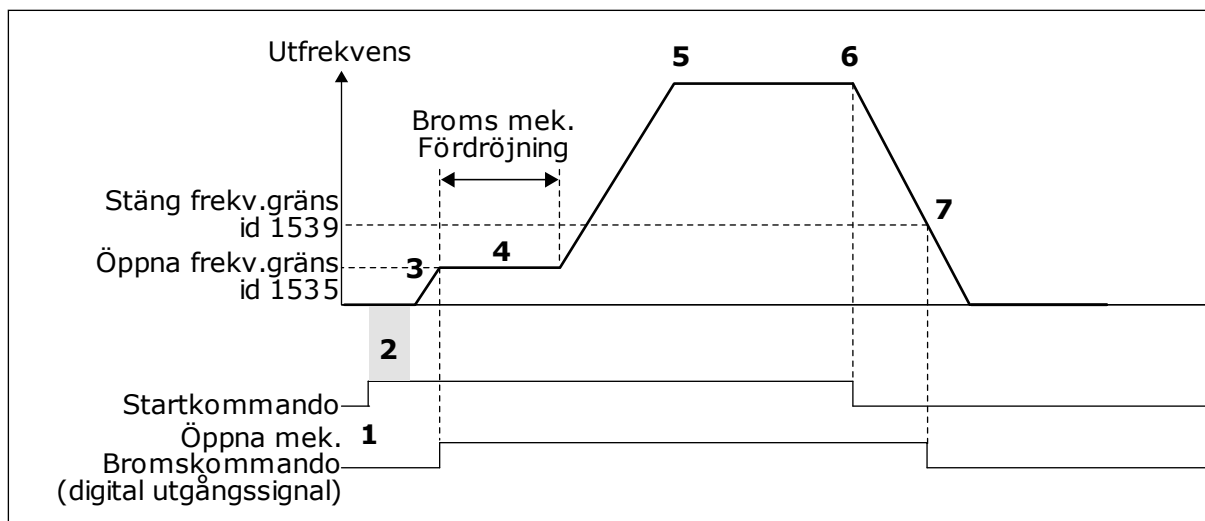 Utfrekvens
5
6
Broms mek.
Fördröjning
Stäng frekv.gräns
id 1539
7
Öppna frekv.gräns
id 1535
3
4
2
Startkommando
1
Öppna mek.
Bromskommando
(digital utgångssignal)